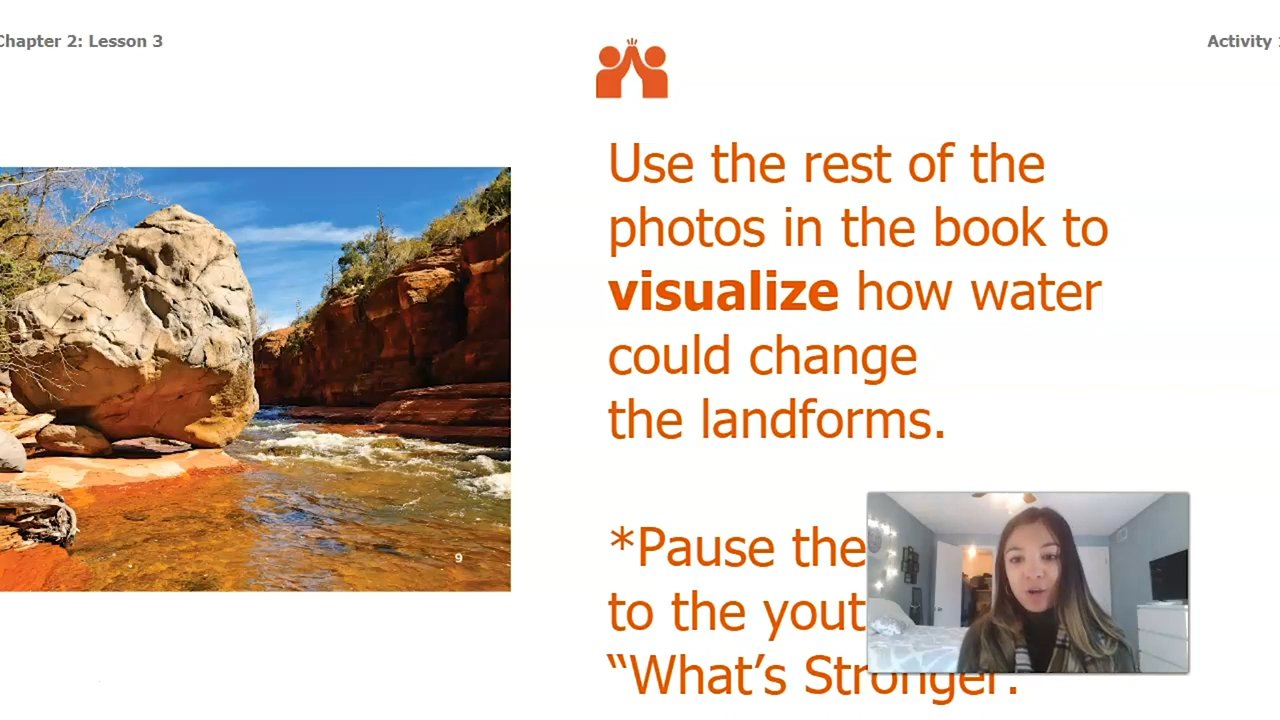 Chapter 2: Lesson 3
Activity
Use the rest of the
photos in the book to
visualize how water
could change
the landforms.
*Pause the
to the yout
“What’s Stronger.
9